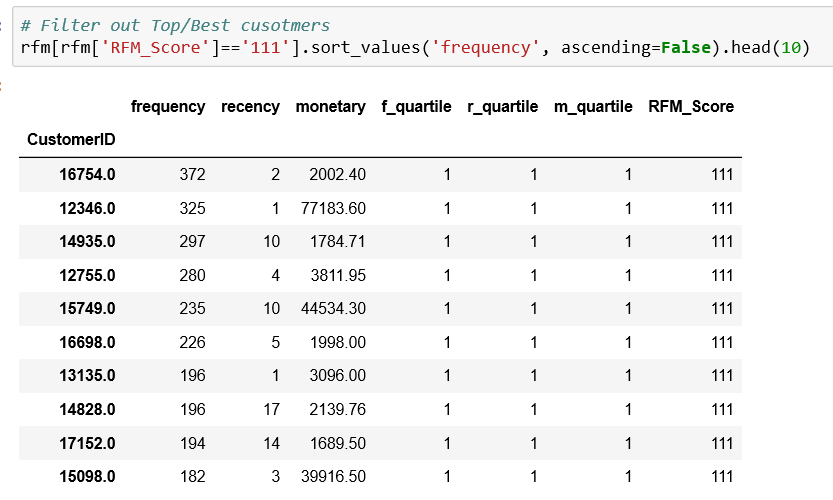 # Filter out Top/Best cusotmers
rfm[rfm['RFM_Score']=='111'].sort_values('frequency', ascending=False).head(10)
frequency recency monetary f_quartile r_quartile m_quartile RFM_Score
CustomerID
16754.0 372 2 2002.40 1 1 1 111
12346.0 325 1 77183.60 1 1 1 111
14935.0 297 10 1784.71 1 1 1 111
12755.0 280 4 3811.95 1 1 1 111
15749.0 235 10 44534.30 1 1 1 111
16698.0 226 5 1998.00 1 1 1 111
13135.0 196 1 3096.00 1 1 1 111
14828.0 196 17 2139.76 1 1 1 111
17152.0 194 14 1689.50 1 1 1 111
15098.0 182 3 39916.50 1 1 1 111